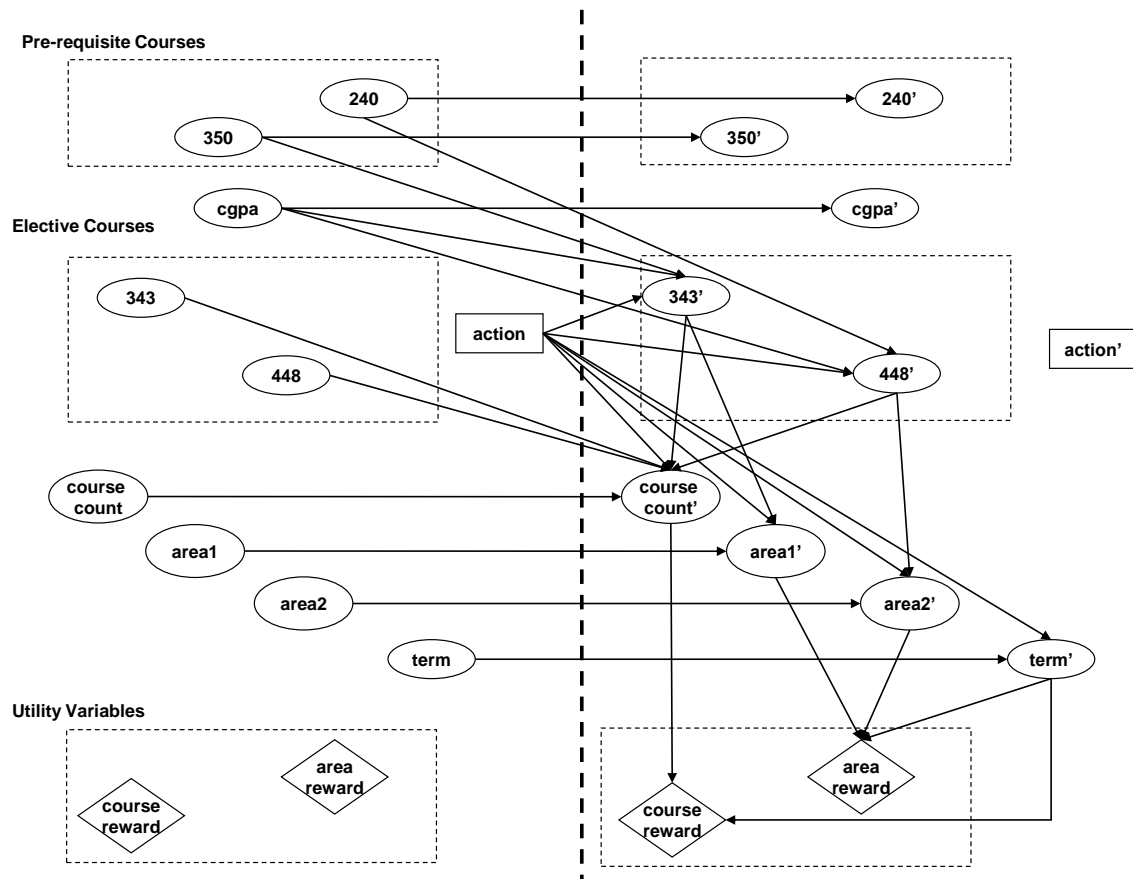 Pre-requisite Courses
240
240’
350
350’
cgpa
cgpa’
Elective Courses
343
343’
action
action’
448
448’
course
count
course
count’
area1
area1’
area2
area2’
term
term’
Utility Variables
area
reward
area
reward
course
reward
course
reward